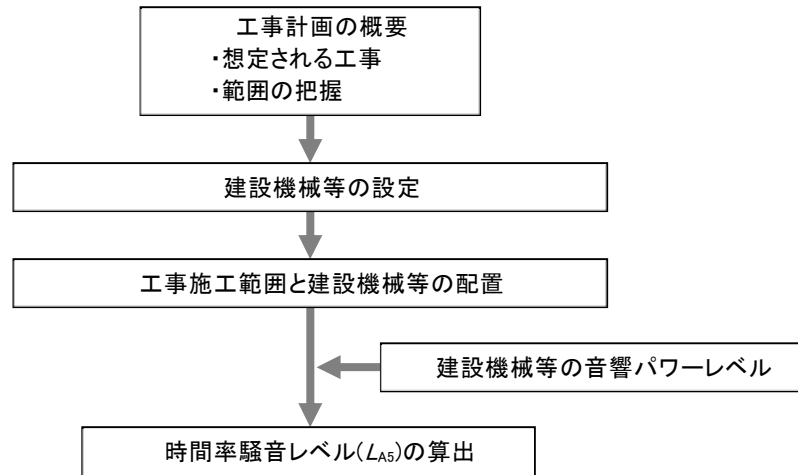 工事計画の概要
・想定される工事
・範囲の把握
建設機械等の設定
工事施工範囲と建設機械等の配置
建設機械等の音響パワーレベル
時間率騒音レベル(LA5)の算出